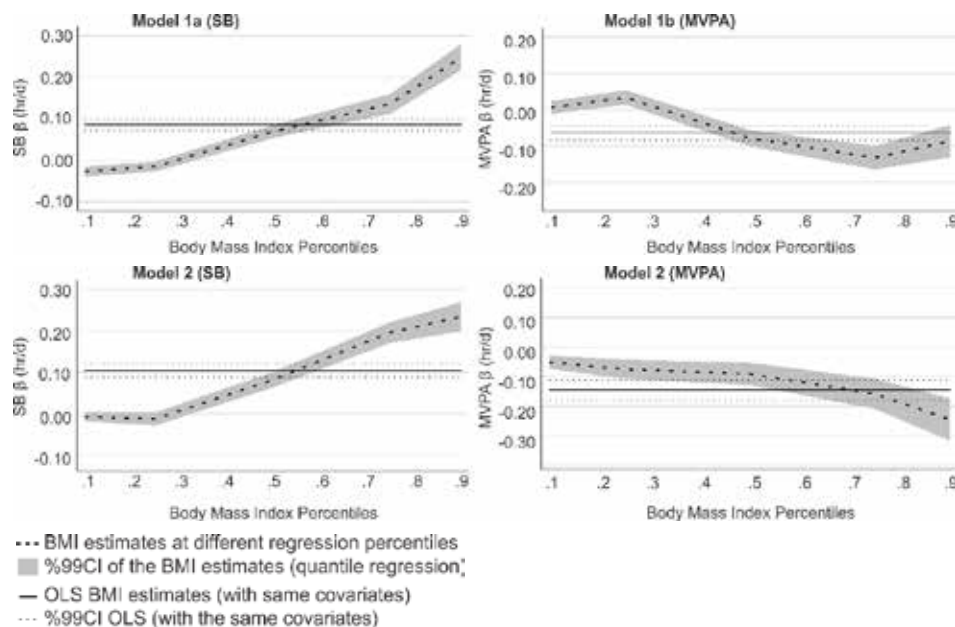 Model 1a (SB)
0.30
0.20
0.10
0.00
-0.10
SB β (hr/d)
.1 .2 .3 .4 .5 .6 .7 .8 .9
Body Mass Index Percentiles
Model 1b (MVPA)
0.20
0.10
-0.00
-0.10
-0.20
MVPA β (hr/d)
.1 .2 .3 .4 .5 .6 .7 .8 .9
Body Mass Index Percentiles
Model 2 (SB)
0.30
0.20
0.10
0.00
-0.10
SB β (hr/d)
.1 .2 .3 .4 .5 .6 .7 .8 .9
Body Mass Index Percentiles
Model 2 (MVPA)
0.20
0.10
-0.00
-0.10
-0.20
-0.30
MVPA β (hr/d)
.1 .2 .3 .4 .5 .6 .7 .8 .9
Body Mass Index Percentiles
BMI estimates at different regression percentiles
%99CI of the BMI estimates (quantile regression)
OLS BMI estimates (with same covariates)
%99CI OLS (with the same covariates)